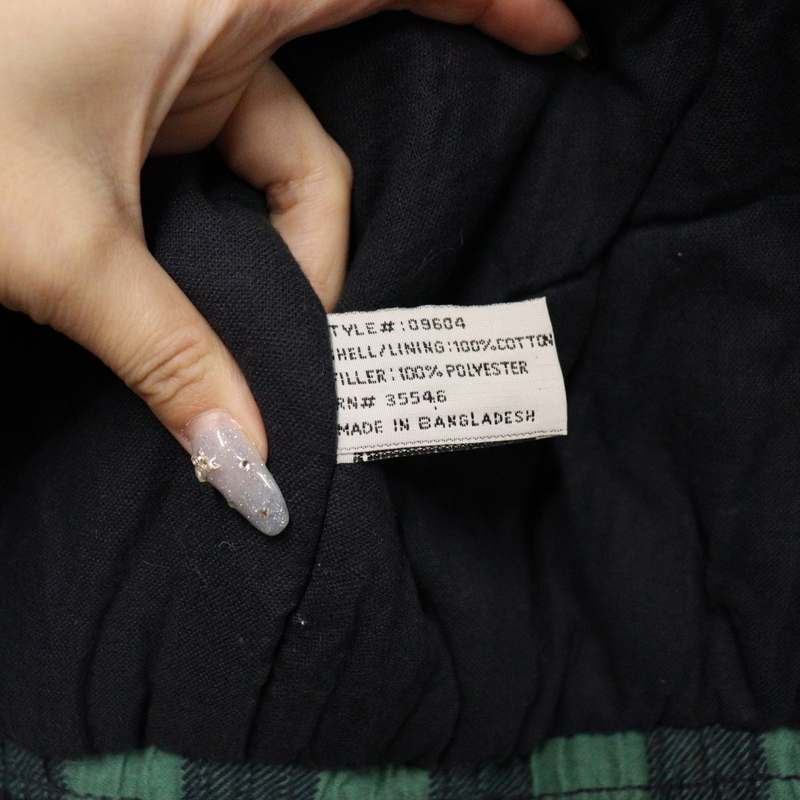 TYLE#:09604
HELL/LINING:100%COTTON
ILLER:100%POLYESTER
RN# 35546
MADE IN BANGLADESH